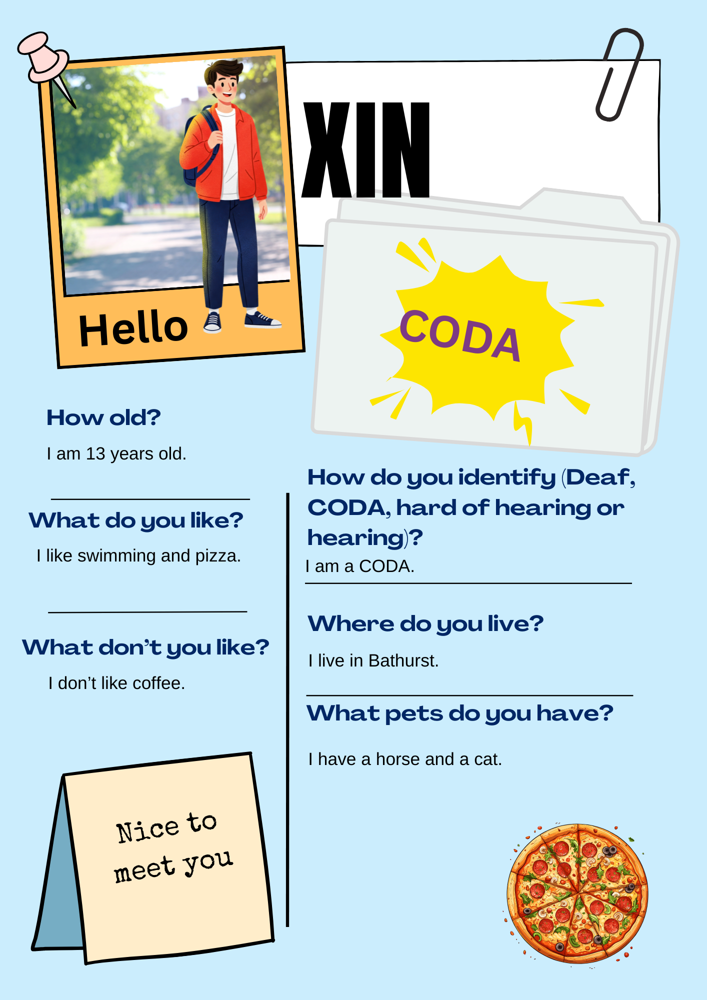 XIN
Hello
CODA
How old?
I am 13 years old.
What do you like?
I like swimming and pizza.
What don’t you like?
I don’t like coffee.
Nice to
meet you
How do you identify (Deaf,
CODA, hard of hearing or
hearing)?
I am a CODA.
Where do you live?
I live in Bathurst.
What pets do you have?
I have a horse and a cat.